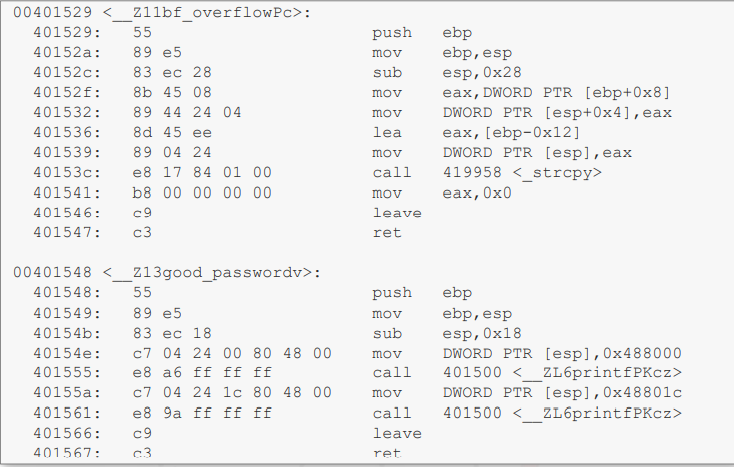 00401529 <__Z11bf_overflowPc>:
401529: 55 push ebp
40152a: 89 e5 mov ebp,esp
40152c: 83 ec 28 sub esp,0x28
40152f: 8b 45 08 mov eax,DWORD PTR [ebp+0x8]
401532: 89 44 24 04 mov DWORD PTR [esp+0x4],eax
401536: 8d 45 ee lea eax,[ebp-0x12]
401539: 89 04 24 mov DWORD PTR [esp],eax
40153c: e8 17 84 01 00 call 419958 <_strcpy>
401541: b8 00 00 00 00 mov eax,0x0
401546: c9 leave
401547: c3 ret
00401548 <__Z13good_passwordv>:
401548: 55 push ebp
401549: 89 e5 mov ebp,esp
40154b: 83 ec 18 sub esp,0x18
40154e: c7 04 24 00 80 48 00 mov DWORD PTR [esp],0x488000
401555: e8 a6 ff ff ff call 401500 <__ZL6printfPKcz>
40155a: c7 04 24 1c 80 48 00 mov DWORD PTR [esp],0x48801c
401561: e8 9a ff ff ff call 401500 <__ZL6printfPKcz>
401566: c9 leave
401567: c3 ret